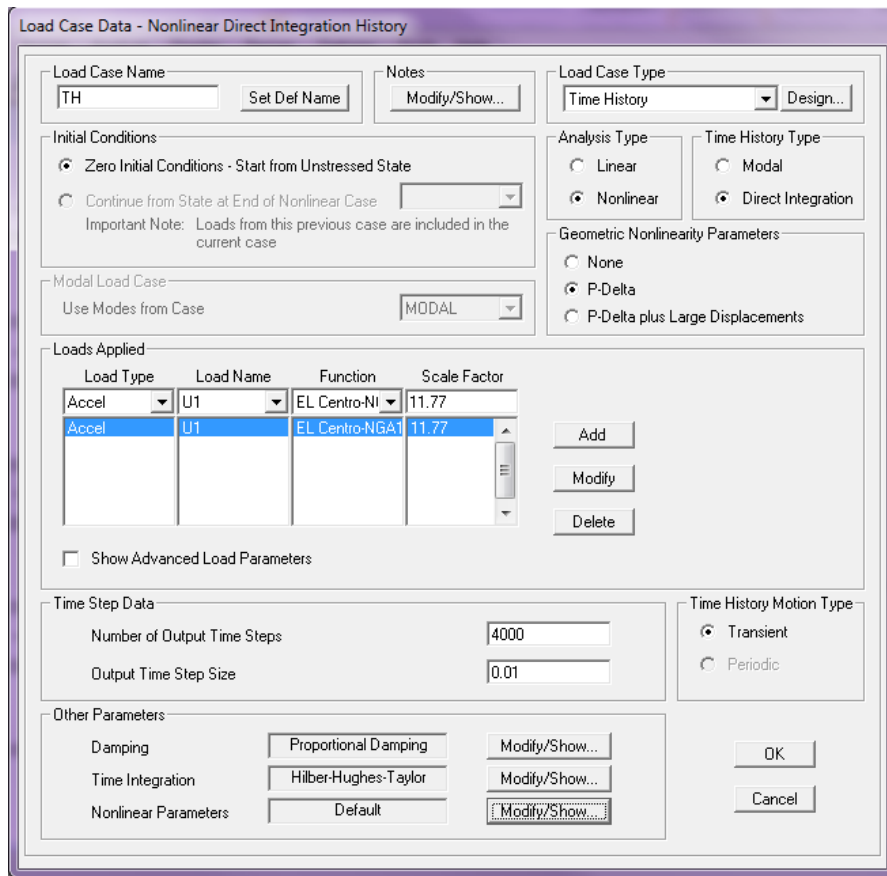 Load Case Data - Nonlinear Direct Integration History
Load Case Name
TH
Set Def Name
Notes
Modify/Show...
Load Case Type
Time History
Design...
Initial Conditions
Zero Initial Conditions - Start from Unstressed State
Continue from State at End of Nonlinear Case
Important Note: Loads from this previous case are included in the
current case
Analysis Type
Linear
Nonlinear
Time History Type
Modal
Direct Integration
Geometric Nonlinearity Parameters
None
P-Delta
P-Delta plus Large Displacements
Modal Load Case
Use Modes from Case
MODAL
Loads Applied
Load Type Load Name Function Scale Factor
Accel U1 EL Centro-N 11.77
Accel U1 EL Centro-NGA1 11.77
Add
Modify
Delete
Show Advanced Load Parameters
Time Step Data
Number of Output Time Steps 4000
Output Time Step Size 0.01
Time History Motion Type
Transient
Periodic
Other Parameters
Damping Proportional Damping Modify/Show...
Time Integration Hilber-Hughes-Taylor Modify/Show...
Nonlinear Parameters Default Modify/Show...
OK
Cancel